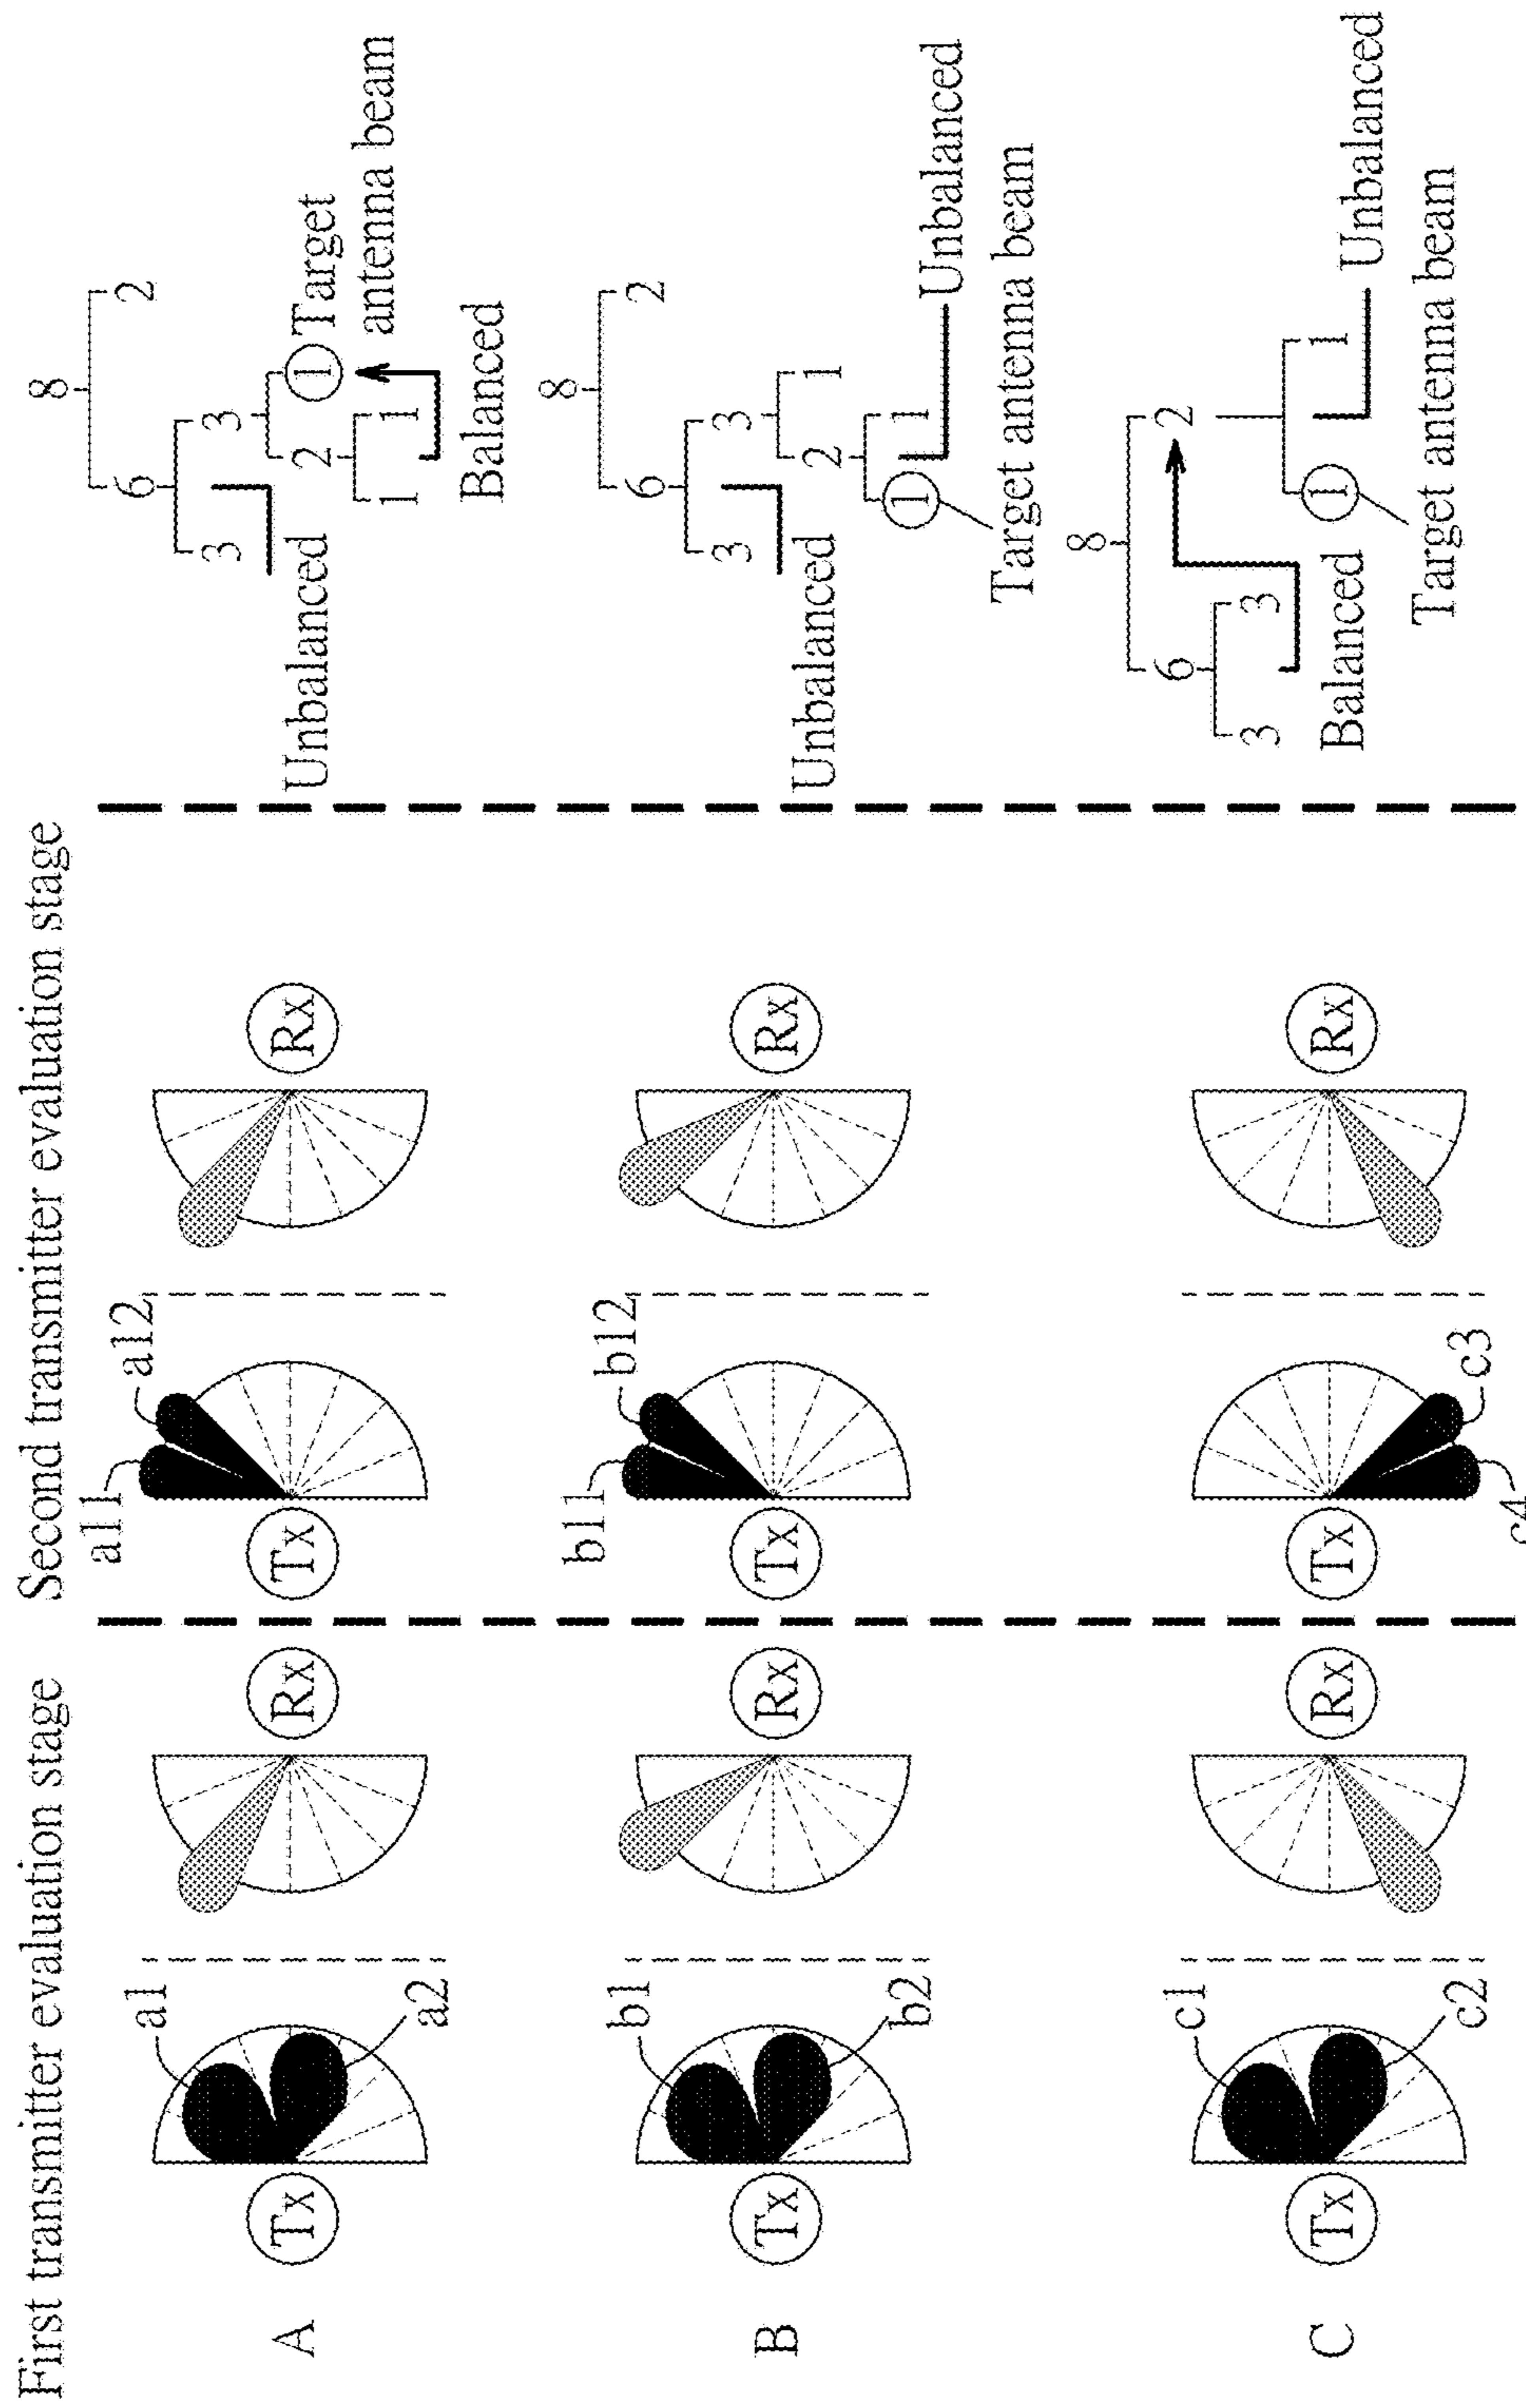 First transmitter evaluation stage
Second transmitter evaluation stage
A
Tx
a1
a2
Rx
Tx
a11
a12
Rx
8
6
2
3
3
Unbalanced
2
1
Target
antenna beam
1
1
Balanced
B
Tx
b1
b2
Rx
Tx
b11
b12
Rx
8
6
2
3
3
Unbalanced
2
1
1
1
Unbalanced
Target antenna beam
C
Tx
c1
c2
Rx
Tx
c3
c4
Rx
8
6
2
3
3
Balanced
1
1
Unbalanced
Target antenna beam